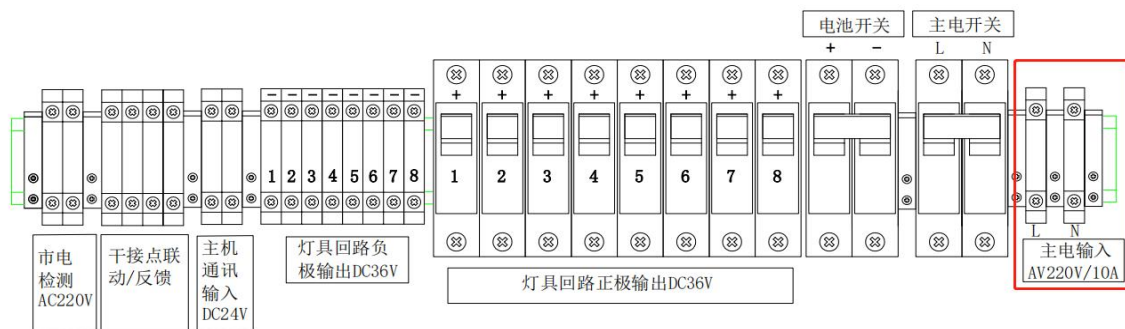 电池开关
主电开关
+ −
L N
− − − − − − − −
+ + + + + + + +
1 2 3 4 5 6 7 8
1 2 3 4 5 6 7 8
市电
检测
AC220V
干接点联
动/反馈
主机
通讯
输入
DC24V
灯具回路负
极输出DC36V
灯具回路正极输出DC36V
L N
主电输入
AV220V/10A